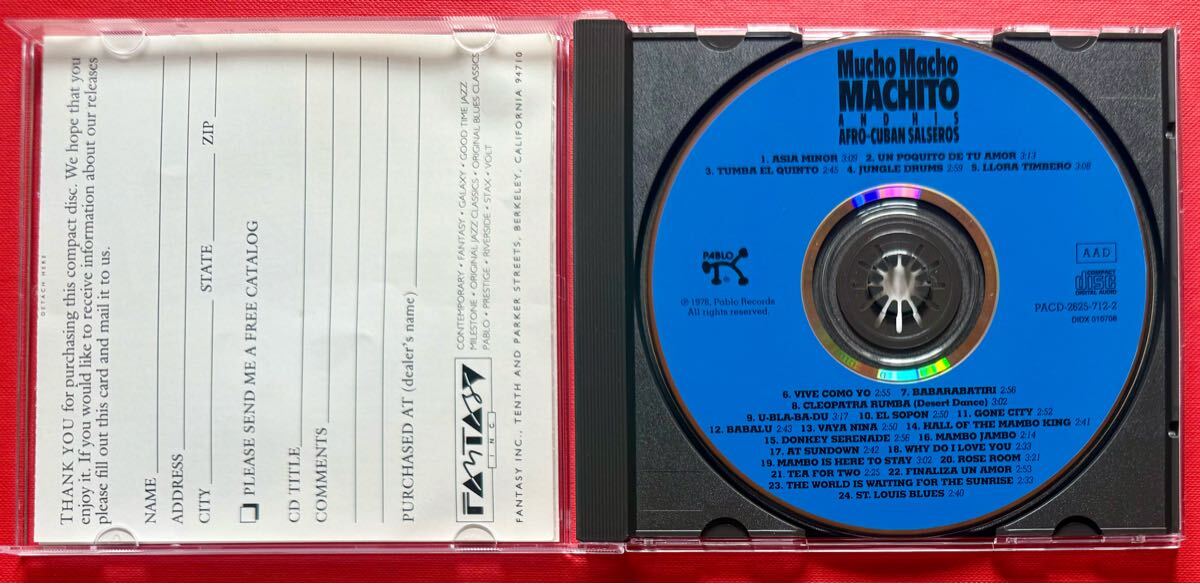 THANK YOU for purchasing this compact disc. We hope that you
enjoy it. If you would like to receive information about our releases
please fill out this card and mail it to us.
DETACH HERE
NAME
ADDRESS
CITY STATE ZIP
PLEASE SEND ME A FREE CATALOG
CD TITLE
COMMENTS
PURCHASED AT (dealer's name)
FANTASY
INC
CONTEMPORARY • FANTASY • GALAXY • GOOD TIME JAZZ
MILESTONE • ORIGINAL JAZZ CLASSICS • ORIGINAL BLUES CLASSICS
PABLO • PRESTIGE • RIVERSIDE • STAX • VOLT
FANTASY INC., TENTH AND PARKER STREETS, BERKELEY, CALIFORNIA 94710
Mucho Macho
MACHITO
AND HIS
AFRO-CUBAN SALSEROS
1. ASIA MINOR 3:09 2. UN POQUITO DE TU AMOR 3:13
3. TUMBA EL QUINTO 2:45 4. JUNGLE DRUMS 2:59 5. LLORA TIMBERO 3:08
PABLO
®
℗ 1978, Pablo Records
All rights reserved.
AAD
COMPACT
disc
DIGITAL AUDIO
PACD-2625-712-2
DIDX 010708
6. VIVE COMO YO 2:55 7. BABARABATIRI 2:56
8. CLEOPATRA RUMBA (Desert Dance) 3:02
9. U-BLA-BA-DU 3:17 10. EL SOPON 2:50 11. GONE CITY 2:52
12. BABALU 2:43 13. VAYA NINA 2:50 14. HALL OF THE MAMBO KING 2:41
15. DONKEY SERENADE 2:56 16. MAMBO JAMBO 2:14
17. AT SUNDOWN 2:42 18. WHY DO I LOVE YOU 2:33
19. MAMBO IS HERE TO STAY 3:02 20. ROSE ROOM 3:21
21. TEA FOR TWO 2:25 22. FINALIZA UN AMOR 2:53
23. THE WORLD IS WAITING FOR THE SUNRISE 2:33
24. ST. LOUIS BLUES 2:40